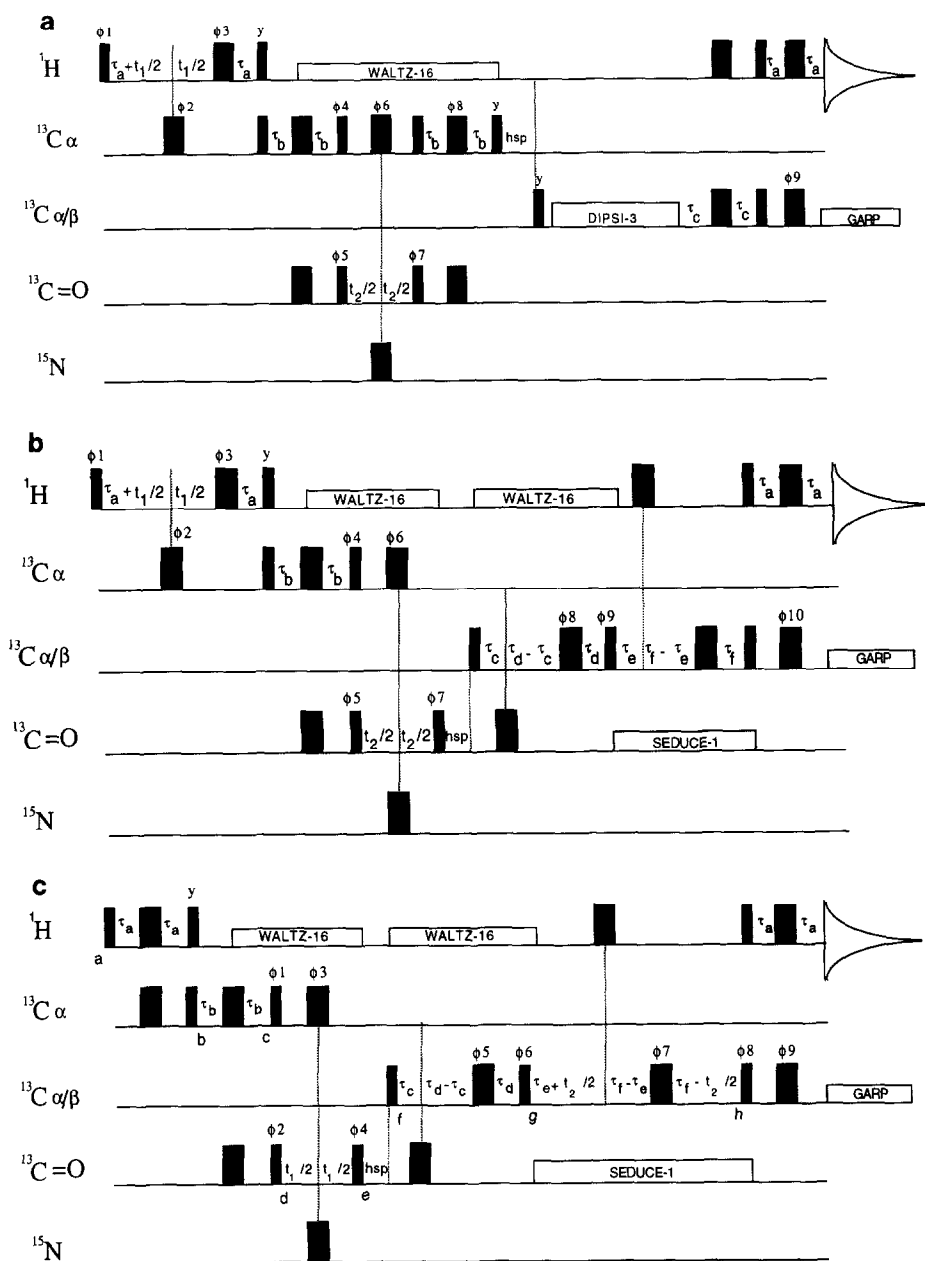 a
ϕ1 ϕ3 y
¹H τa + t₁/2 t₁/2 τa WALTZ-16 τa τa
ϕ2 ϕ4 ϕ6 ϕ8 y
¹³C α τb τb τb τb hsp
y ϕ9
¹³C α/β DIPSI-3 τc τc GARP
ϕ5 ϕ7
¹³C=O t₂/2 t₂/2
¹⁵N
b
ϕ1 ϕ3 y
¹H τa + t₁/2 t₁/2 τa WALTZ-16 WALTZ-16 τa τa
ϕ2 ϕ4 ϕ6
¹³C α τb τb
ϕ8 ϕ9 ϕ10
¹³C α/β τc τd - τc τd τe τf - τe τf GARP
ϕ5 ϕ7
¹³C=O t₂/2 t₂/2 hsp SEDUCE-1
¹⁵N
c
y
¹H τa τa WALTZ-16 WALTZ-16 τa τa
a
ϕ1 ϕ3
¹³C α τb τb
b c
ϕ5 ϕ6 ϕ7 ϕ8 ϕ9
¹³C α/β τc τd-τc τd τe+ t₂/2 τf-τe τf - t₂/2 GARP
f g h
ϕ2 ϕ4
¹³C=O t₁/2 t₁/2 hsp SEDUCE-1
d e
¹⁵N